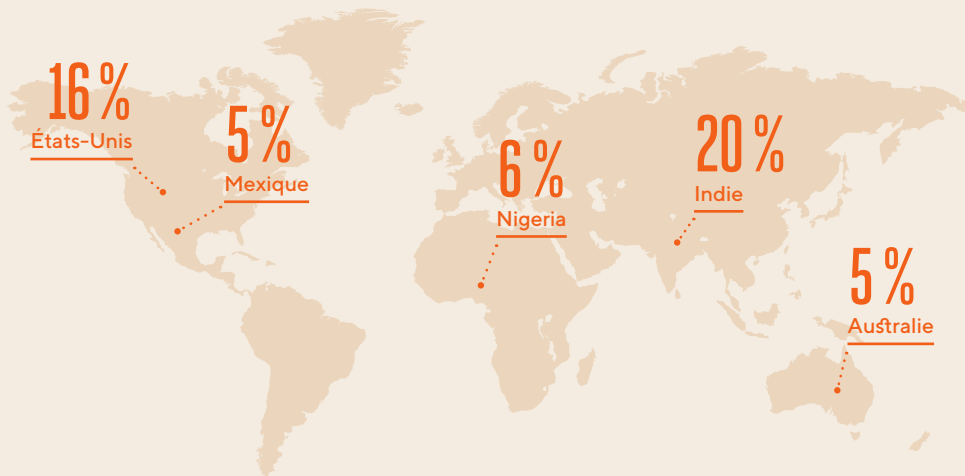 16 %
États-Unis
5 %
Mexique
6 %
Nigeria
20 %
Indie
5 %
Australie